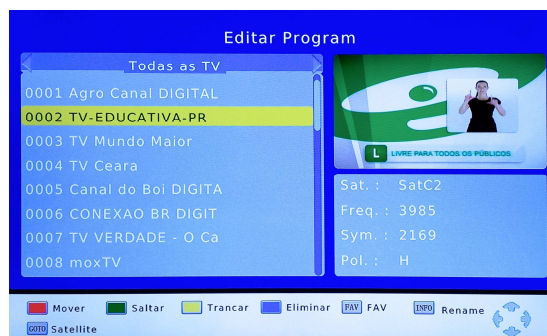 Editar Program
Todas as TV
0001 Agro Canal DIGITAL
0002 TV-EDUCATIVA-PR
0003 TV Mundo Maior
0004 TV Ceara
0005 Canal do Boi DIGITA
0006 CONEXAO BR DIGIT
0007 TV VERDADE - O Ca
0008 moxTV
L LIVRE PARA TODOS OS PÚBLICOS
Sat. : SatC2
Freq. : 3985
Sym. : 2169
Pol. : H
Mover Saltar Trancar Eliminar FAV FAV INFO Rename
GOTO Satellite